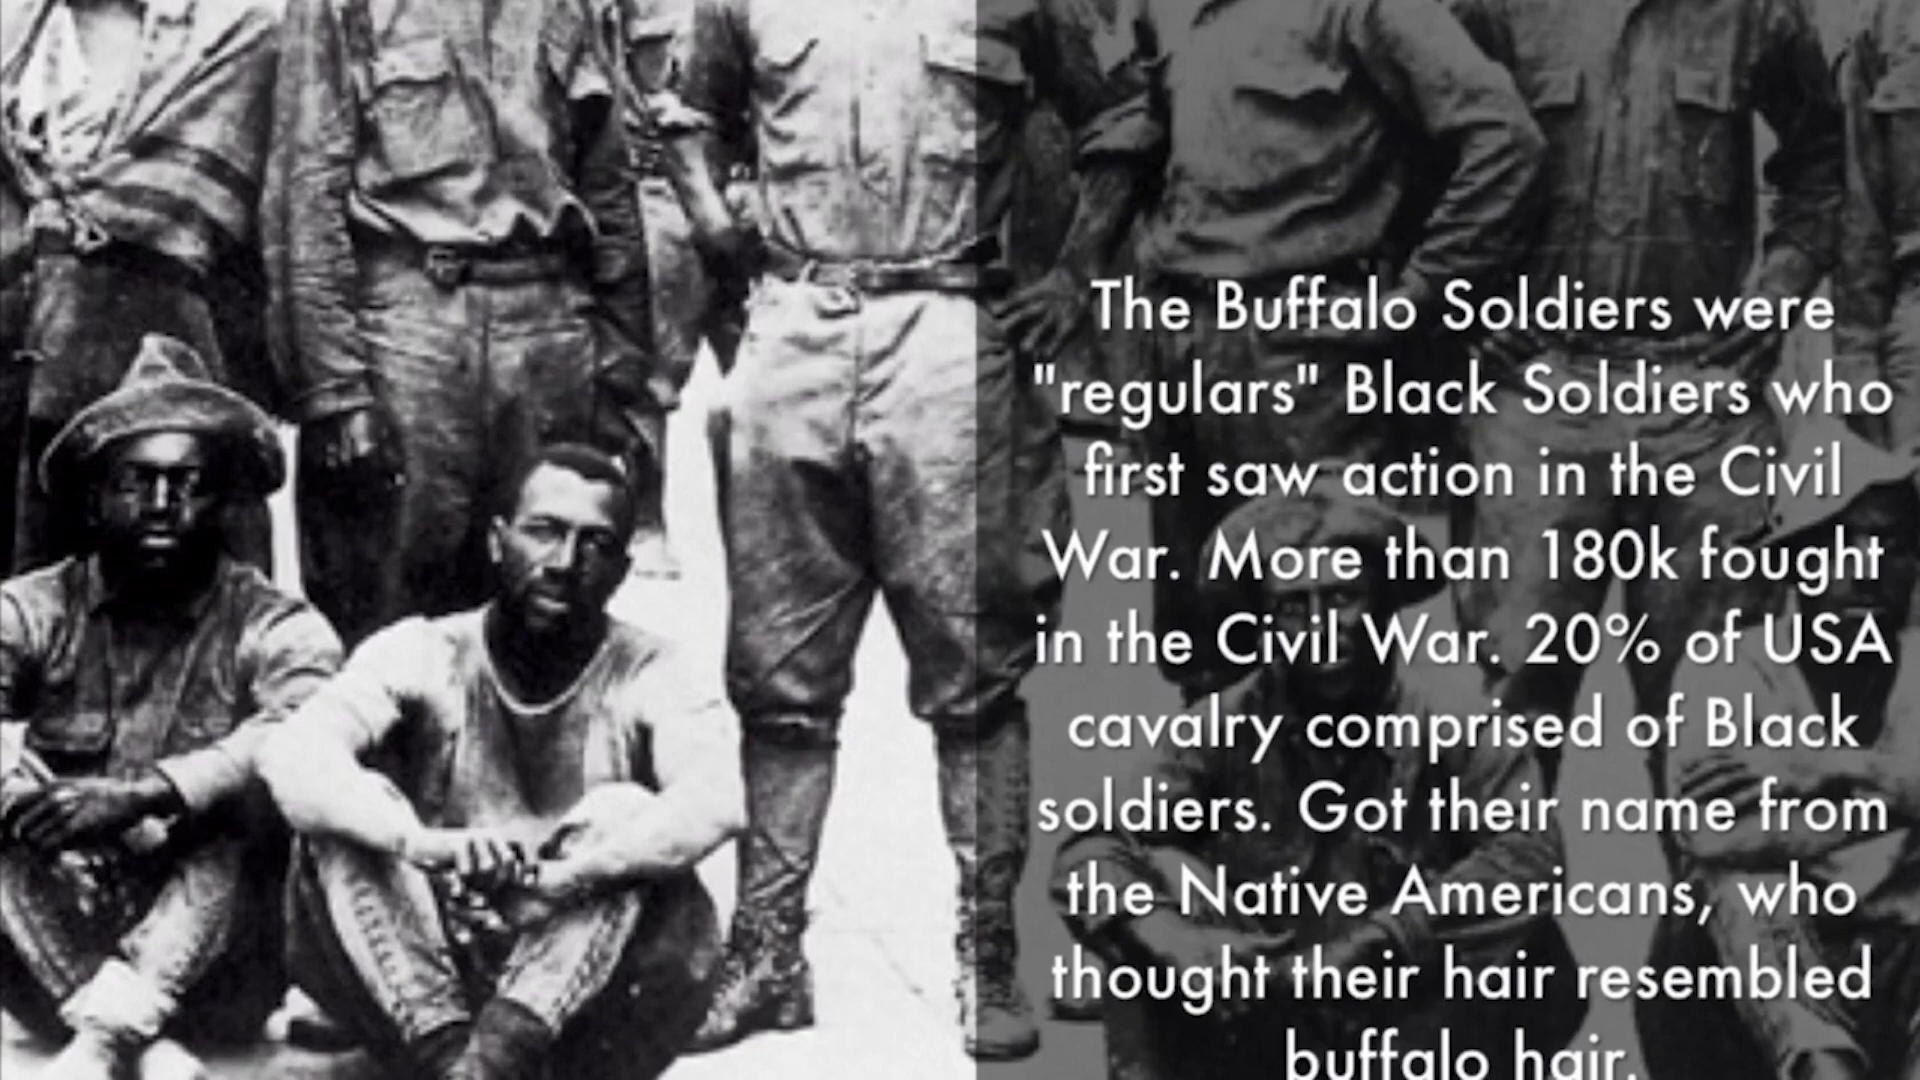 The Buffalo Soldiers were
"regulars" Black Soldiers who
first saw action in the Civil
War. More than 180k fought
in the Civil War. 20% of USA
cavalry comprised of Black
soldiers. Got their name from
the Native Americans, who
thought their hair resembled
buffalo hair.